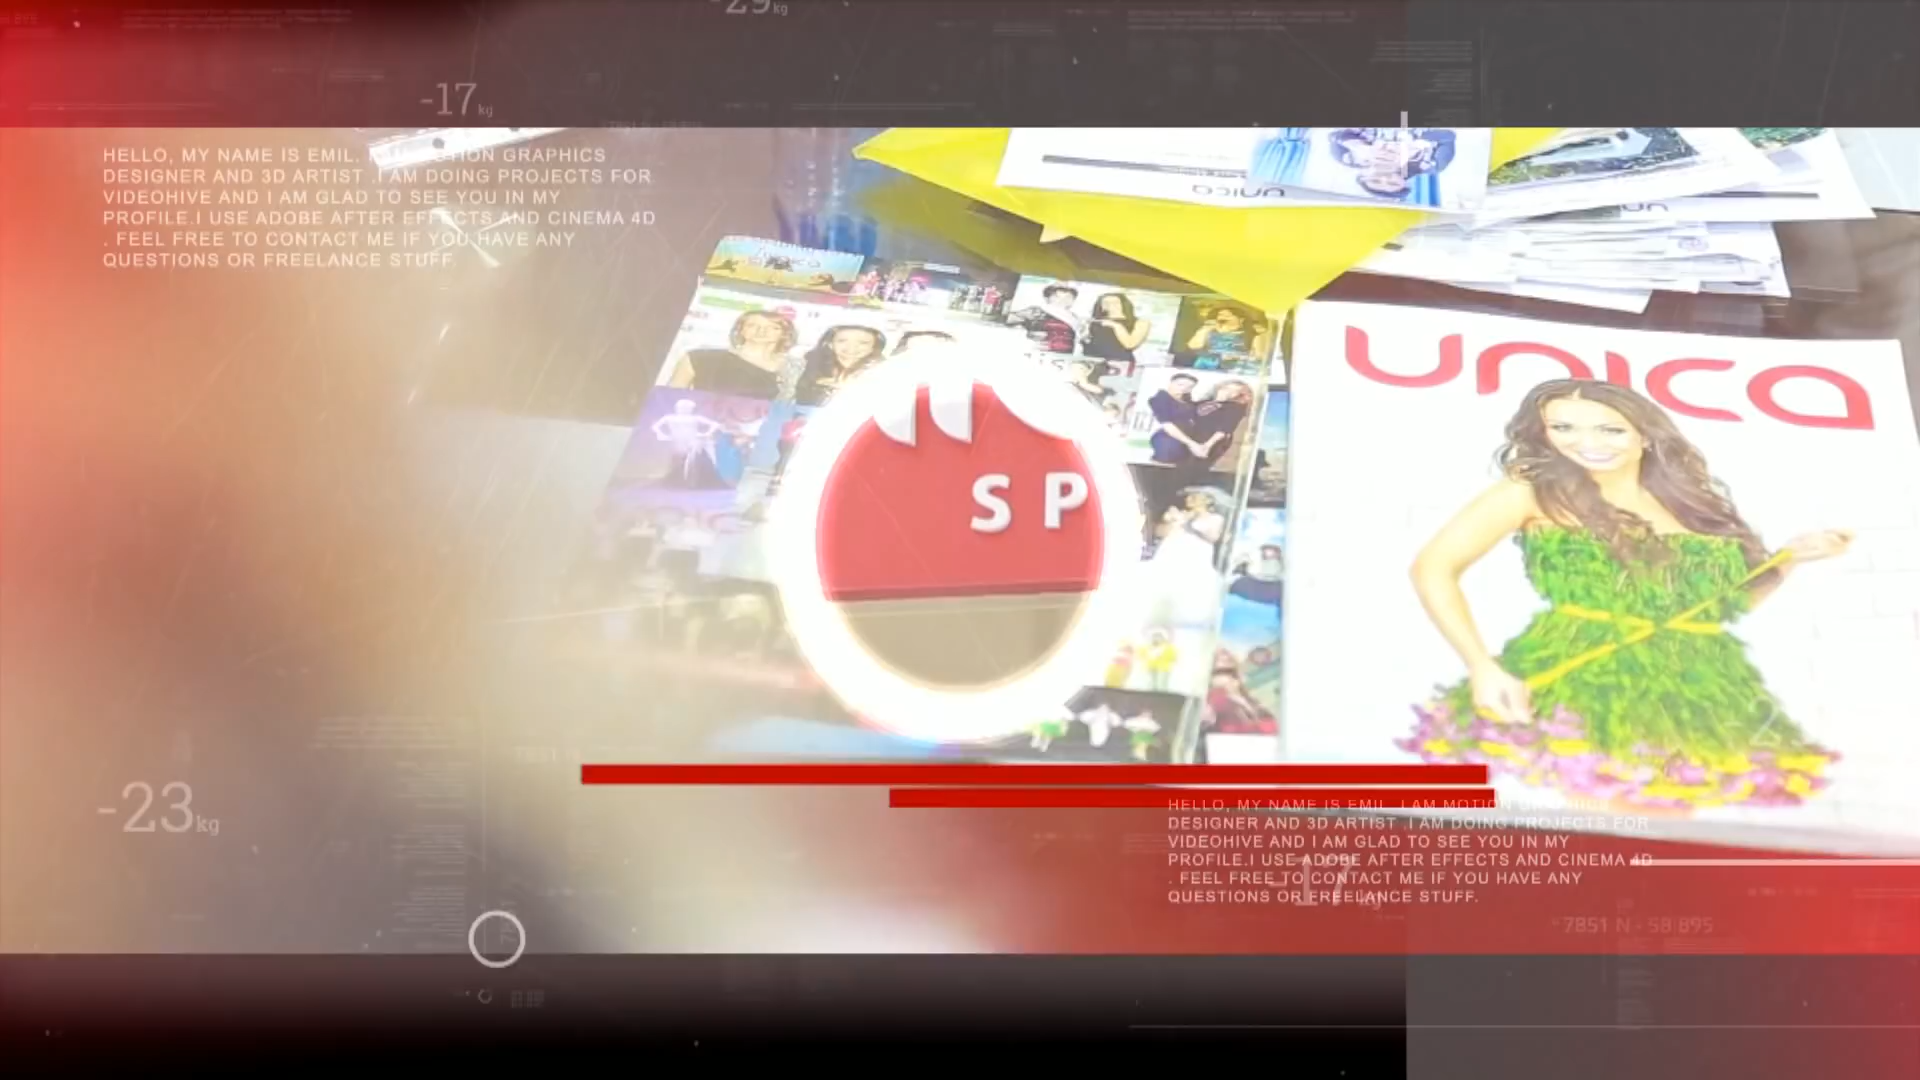 -29kg
-17kg
HELLO, MY NAME IS EMIL. I AM MOTION GRAPHICS
DESIGNER AND 3D ARTIST .I AM DOING PROJECTS FOR
VIDEOHIVE AND I AM GLAD TO SEE YOU IN MY
PROFILE.I USE ADOBE AFTER EFFECTS AND CINEMA 4D
. FEEL FREE TO CONTACT ME IF YOU HAVE ANY
QUESTIONS OR FREELANCE STUFF.
unica
unica
S P
-23kg
HELLO, MY NAME IS EMIL. I AM MOTION GRAPHICS
DESIGNER AND 3D ARTIST .I AM DOING PROJECTS FOR
VIDEOHIVE AND I AM GLAD TO SEE YOU IN MY
PROFILE.I USE ADOBE AFTER EFFECTS AND CINEMA 4D
. FEEL FREE TO CONTACT ME IF YOU HAVE ANY
QUESTIONS OR FREELANCE STUFF.
-17kg
7851 N - 58 895